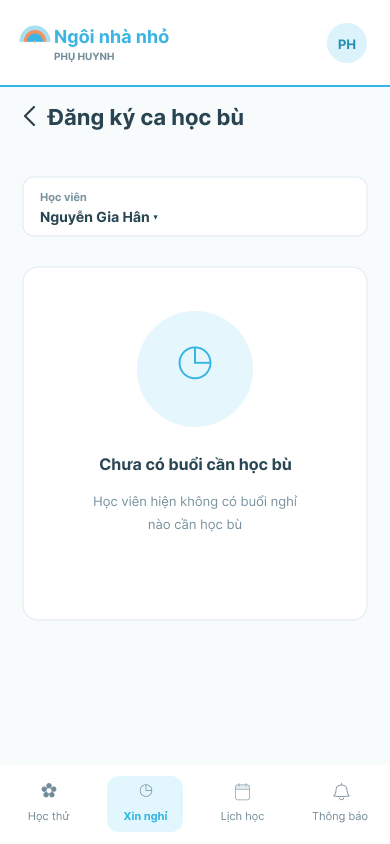 Ngôi nhà nhỏ
PHỤ HUYNH
PH
Đăng ký ca học bù
Học viên
Nguyễn Gia Hân
Chưa có buổi cần học bù
Học viên hiện không có buổi nghỉ
nào cần học bù
Học thử
Xin nghỉ
Lịch học
Thông báo